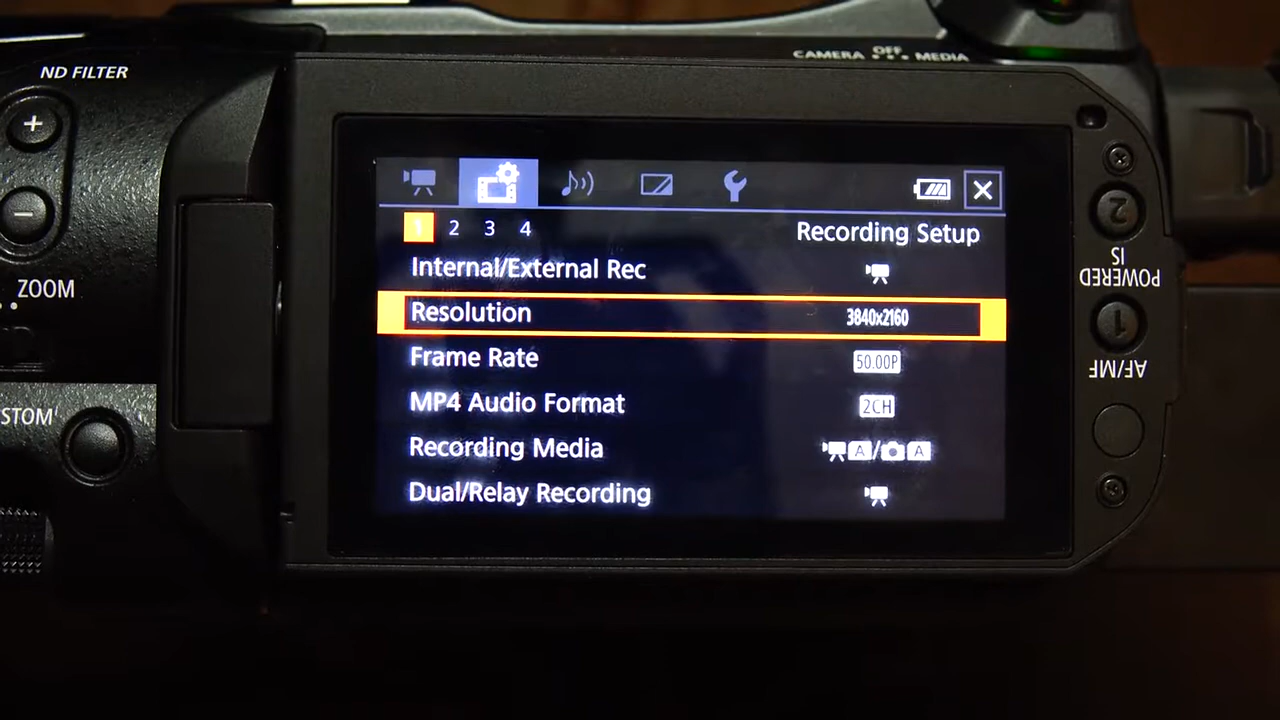 CAMERA OFF MEDIA
ND FILTER
+
-
ZOOM
STOM
1 2 3 4
Recording Setup
Internal/External Rec
Resolution 3840x2160
Frame Rate 50.00P
MP4 Audio Format 2CH
Recording Media A / A
Dual/Relay Recording
2
POWERED IS
1
AF/MF